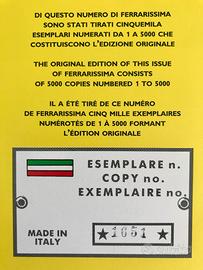 DI QUESTO NUMERO DI FERRARISSIMA
SONO STATI TIRATI CINQUEMILA
ESEMPLARI NUMERATI DA 1 A 5000 CHE
COSTITUISCONO L'EDIZIONE ORIGINALE
THE ORIGINAL EDITION OF THIS ISSUE
OF FERRARISSIMA CONSISTS
OF 5000 COPIES NUMBERED 1 TO 5000
IL A ÉTÉ TIRÉ DE CE NUMÉRO
DE FERRARISSIMA CINQ MILLE EXEMPLAIRES
NUMÉROTÉS DE 1 À 5000 FORMANT
L'ÉDITION ORIGINALE
ESEMPLARE n.
COPY no.
EXEMPLAIRE no.
MADE IN
ITALY
★ 1651 ★